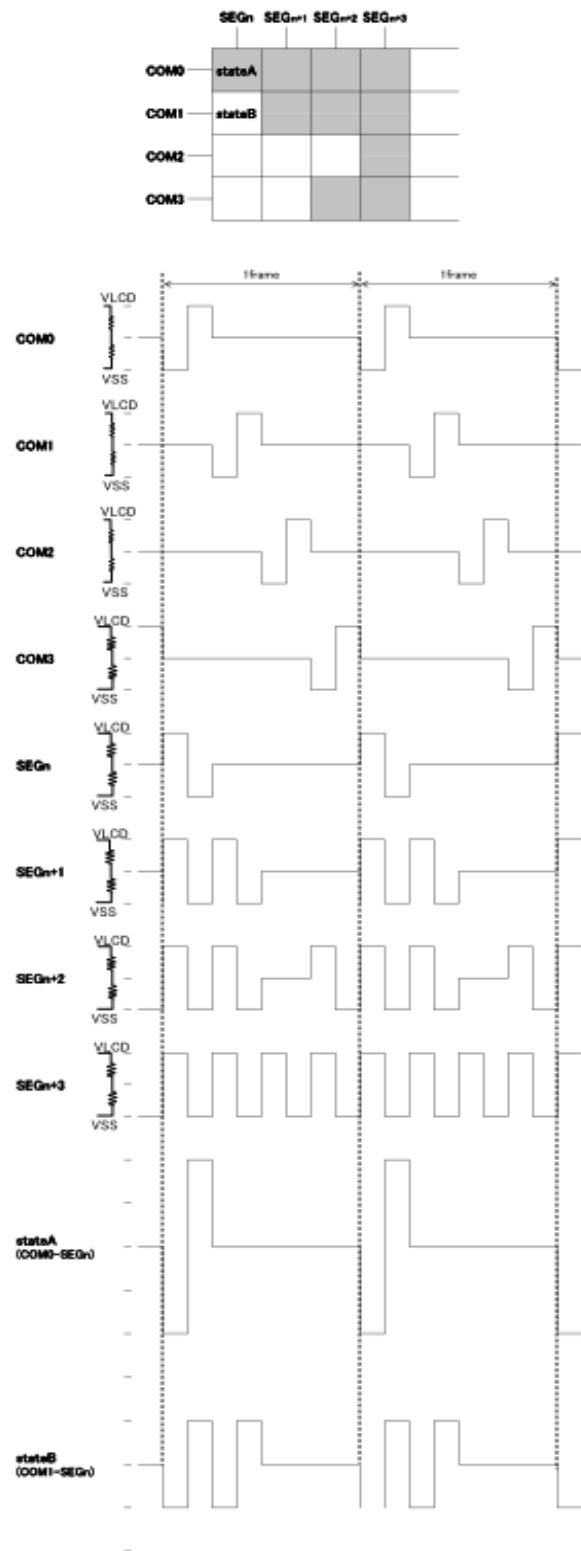 SEGn SEGn+1 SEGn+2 SEGn+3
COM0 stateA
COM1 stateB
COM2
COM3
1frame 1frame
VLCD
COM0
VSS
VLCD
COM1
VSS
VLCD
COM2
VSS
VLCD
COM3
VSS
VLCD
SEGn
VSS
VLCD
SEGn+1
VSS
VLCD
SEGn+2
VSS
VLCD
SEGn+3
VSS
stateA
(COM0-SEGn)
stateB
(COM1-SEGn)